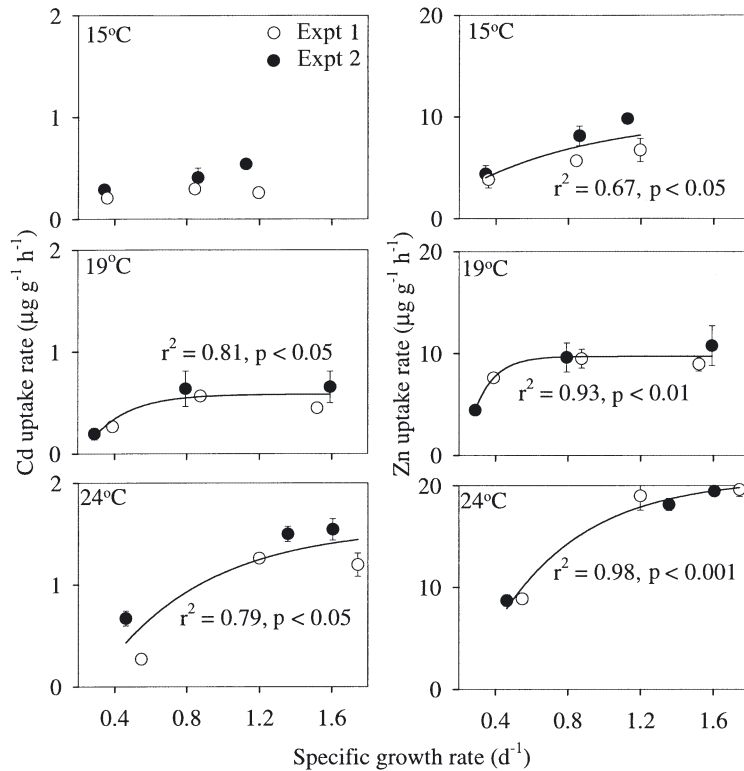 2
15°C
Expt 1
Expt 2
1
0
20
15°C
10
r² = 0.67, p < 0.05
0
2
19°C
1
r² = 0.81, p < 0.05
0
20
19°C
10
r² = 0.93, p < 0.01
0
2
24°C
1
r² = 0.79, p < 0.05
0
20
24°C
10
r² = 0.98, p < 0.001
0
0.4 0.8 1.2 1.6
0.4 0.8 1.2 1.6
Cd uptake rate (µg g⁻¹ h⁻¹)
Zn uptake rate (µg g⁻¹ h⁻¹)
Specific growth rate (d⁻¹)